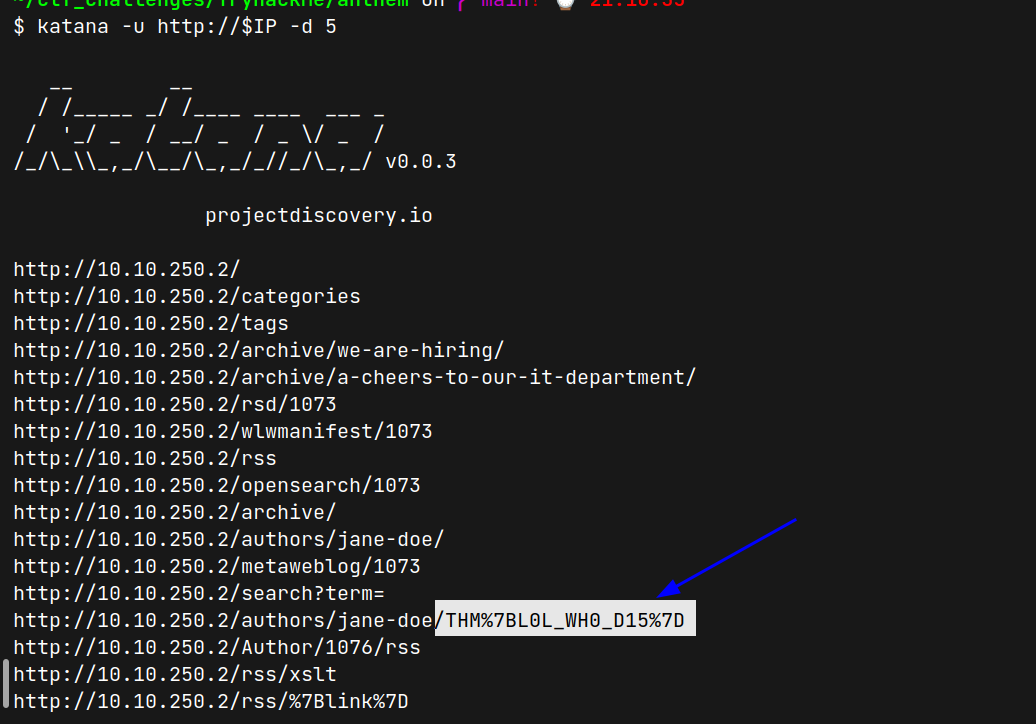 ~/ctf_challenges/Tryhackme/anthem on main! 21:18:35
$ katana -u http://$IP -d 5
   __        __
  / /_____ _/ /____ ____  ___ _
 /  '_/ _  / __/ _  / _ \/ _  /
/_/\_\\_,_/\__/\_,_/_//_/\_,_/ v0.0.3
projectdiscovery.io
http://10.10.250.2/
http://10.10.250.2/categories
http://10.10.250.2/tags
http://10.10.250.2/archive/we-are-hiring/
http://10.10.250.2/archive/a-cheers-to-our-it-department/
http://10.10.250.2/rsd/1073
http://10.10.250.2/wlwmanifest/1073
http://10.10.250.2/rss
http://10.10.250.2/opensearch/1073
http://10.10.250.2/archive/
http://10.10.250.2/authors/jane-doe/
http://10.10.250.2/metaweblog/1073
http://10.10.250.2/search?term=
http://10.10.250.2/authors/jane-doe/THM%7BL0L_WH0_D15%7D
http://10.10.250.2/Author/1076/rss
http://10.10.250.2/rss/xslt
http://10.10.250.2/rss/%7Blink%7D